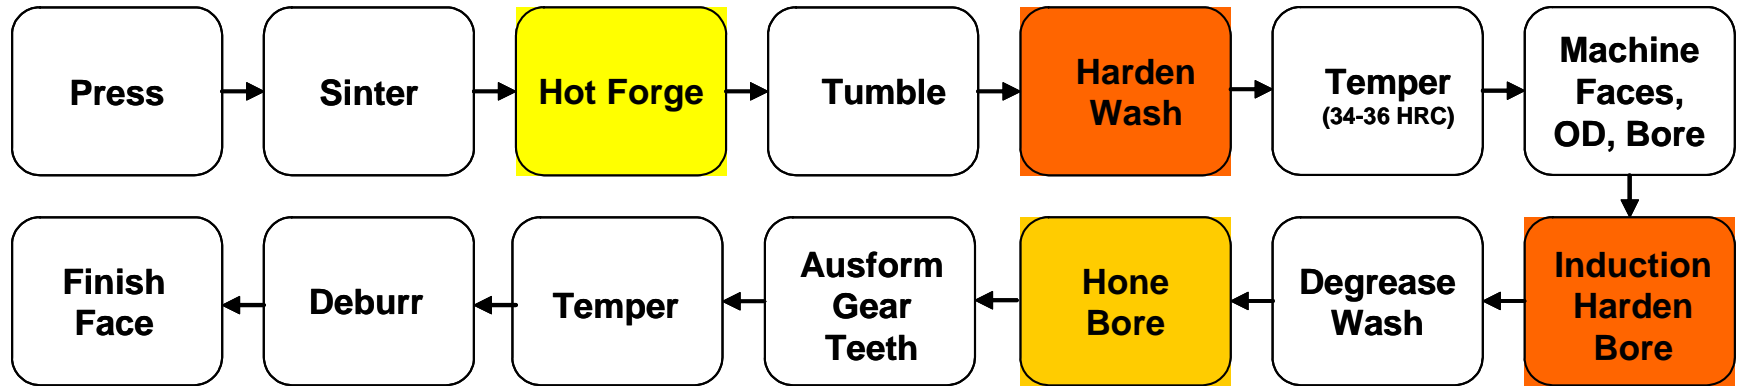 Press
Sinter
Hot Forge
Tumble
Harden
Wash
Temper
(34-36 HRC)
Machine
Faces,
OD, Bore
Induction
Harden
Bore
Degrease
Wash
Hone
Bore
Ausform
Gear
Teeth
Temper
Deburr
Finish
Face